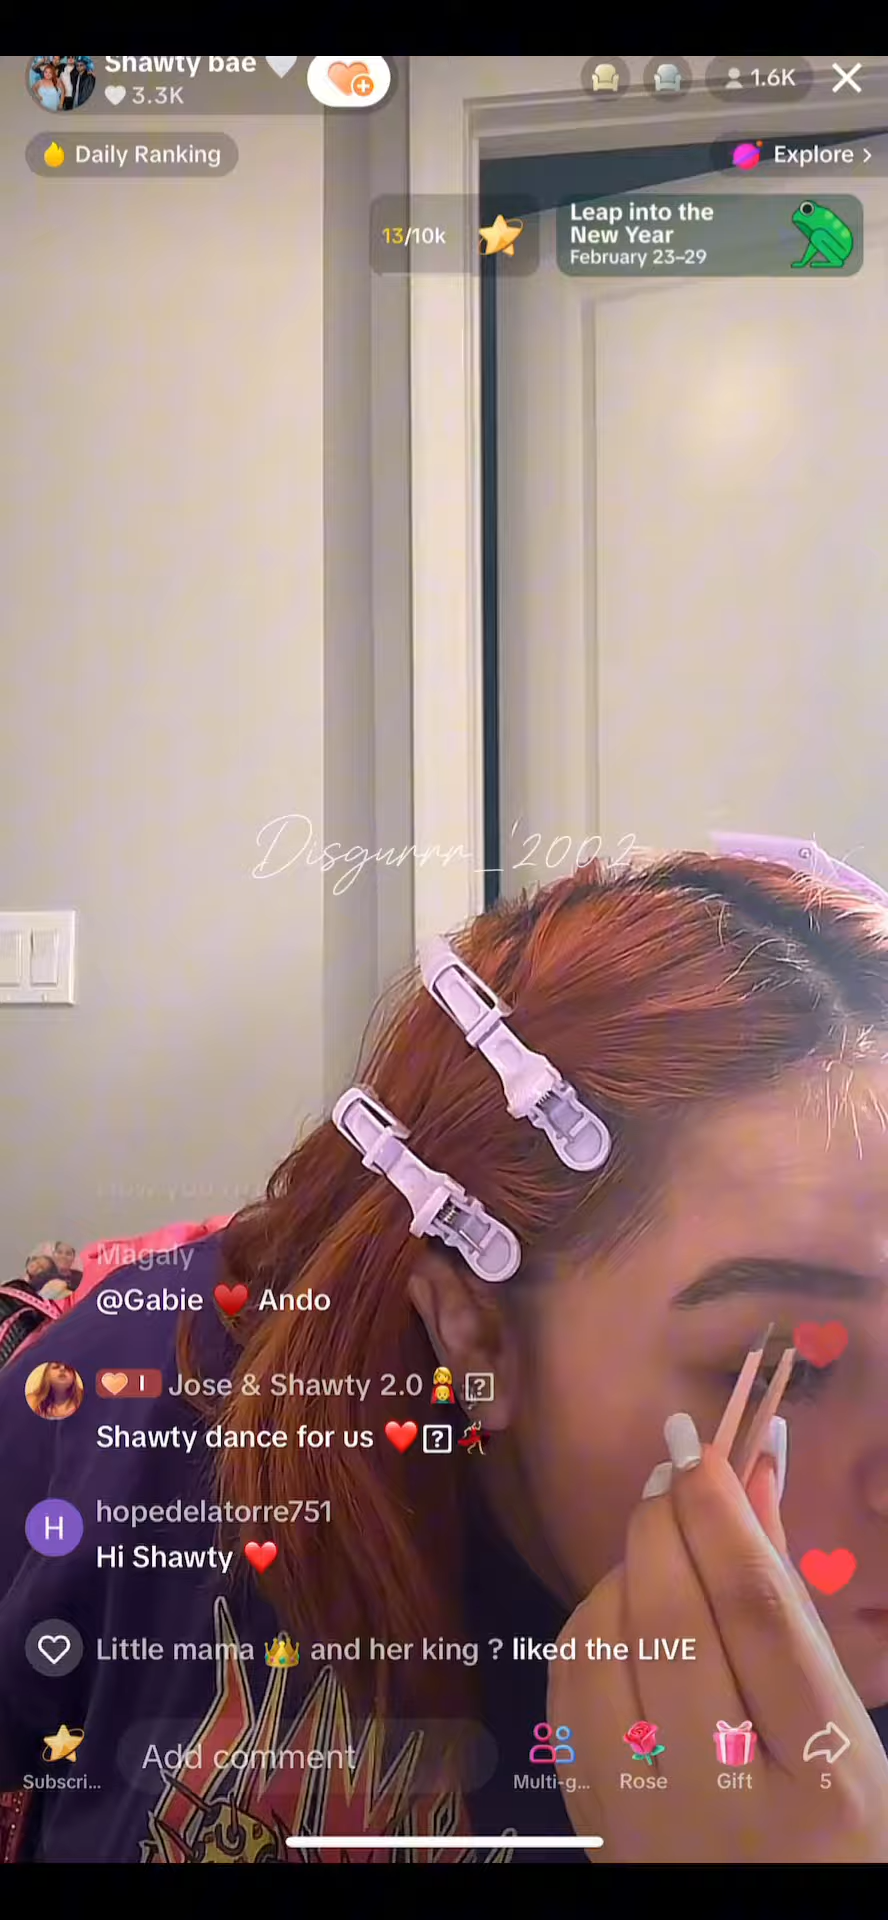 Shawty bae 🤍
3.3K
1.6K
Daily Ranking
Explore >
13/10k
Leap into the
New Year
February 23–29
Disgurrr_'2002
Magaly
@Gabie ❤️ Ando
I Jose & Shawty 2.0
Shawty dance for us ❤️
H
hopedelatorre751
Hi Shawty ❤️
Little mama 👑 and her king ? liked the LIVE
Add comment
Subscri...
Multi-g...
Rose
Gift
5